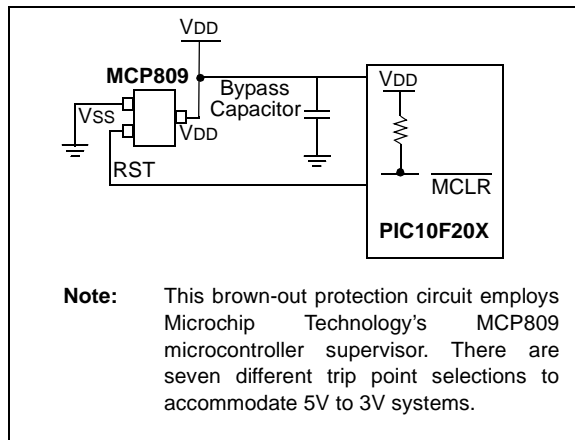 VDD
MCP809
Bypass
Capacitor
VDD
VSS
VDD
RST
MCLR
PIC10F20X
Note: This brown-out protection circuit employs
Microchip Technology's MCP809
microcontroller supervisor. There are
seven different trip point selections to
accommodate 5V to 3V systems.